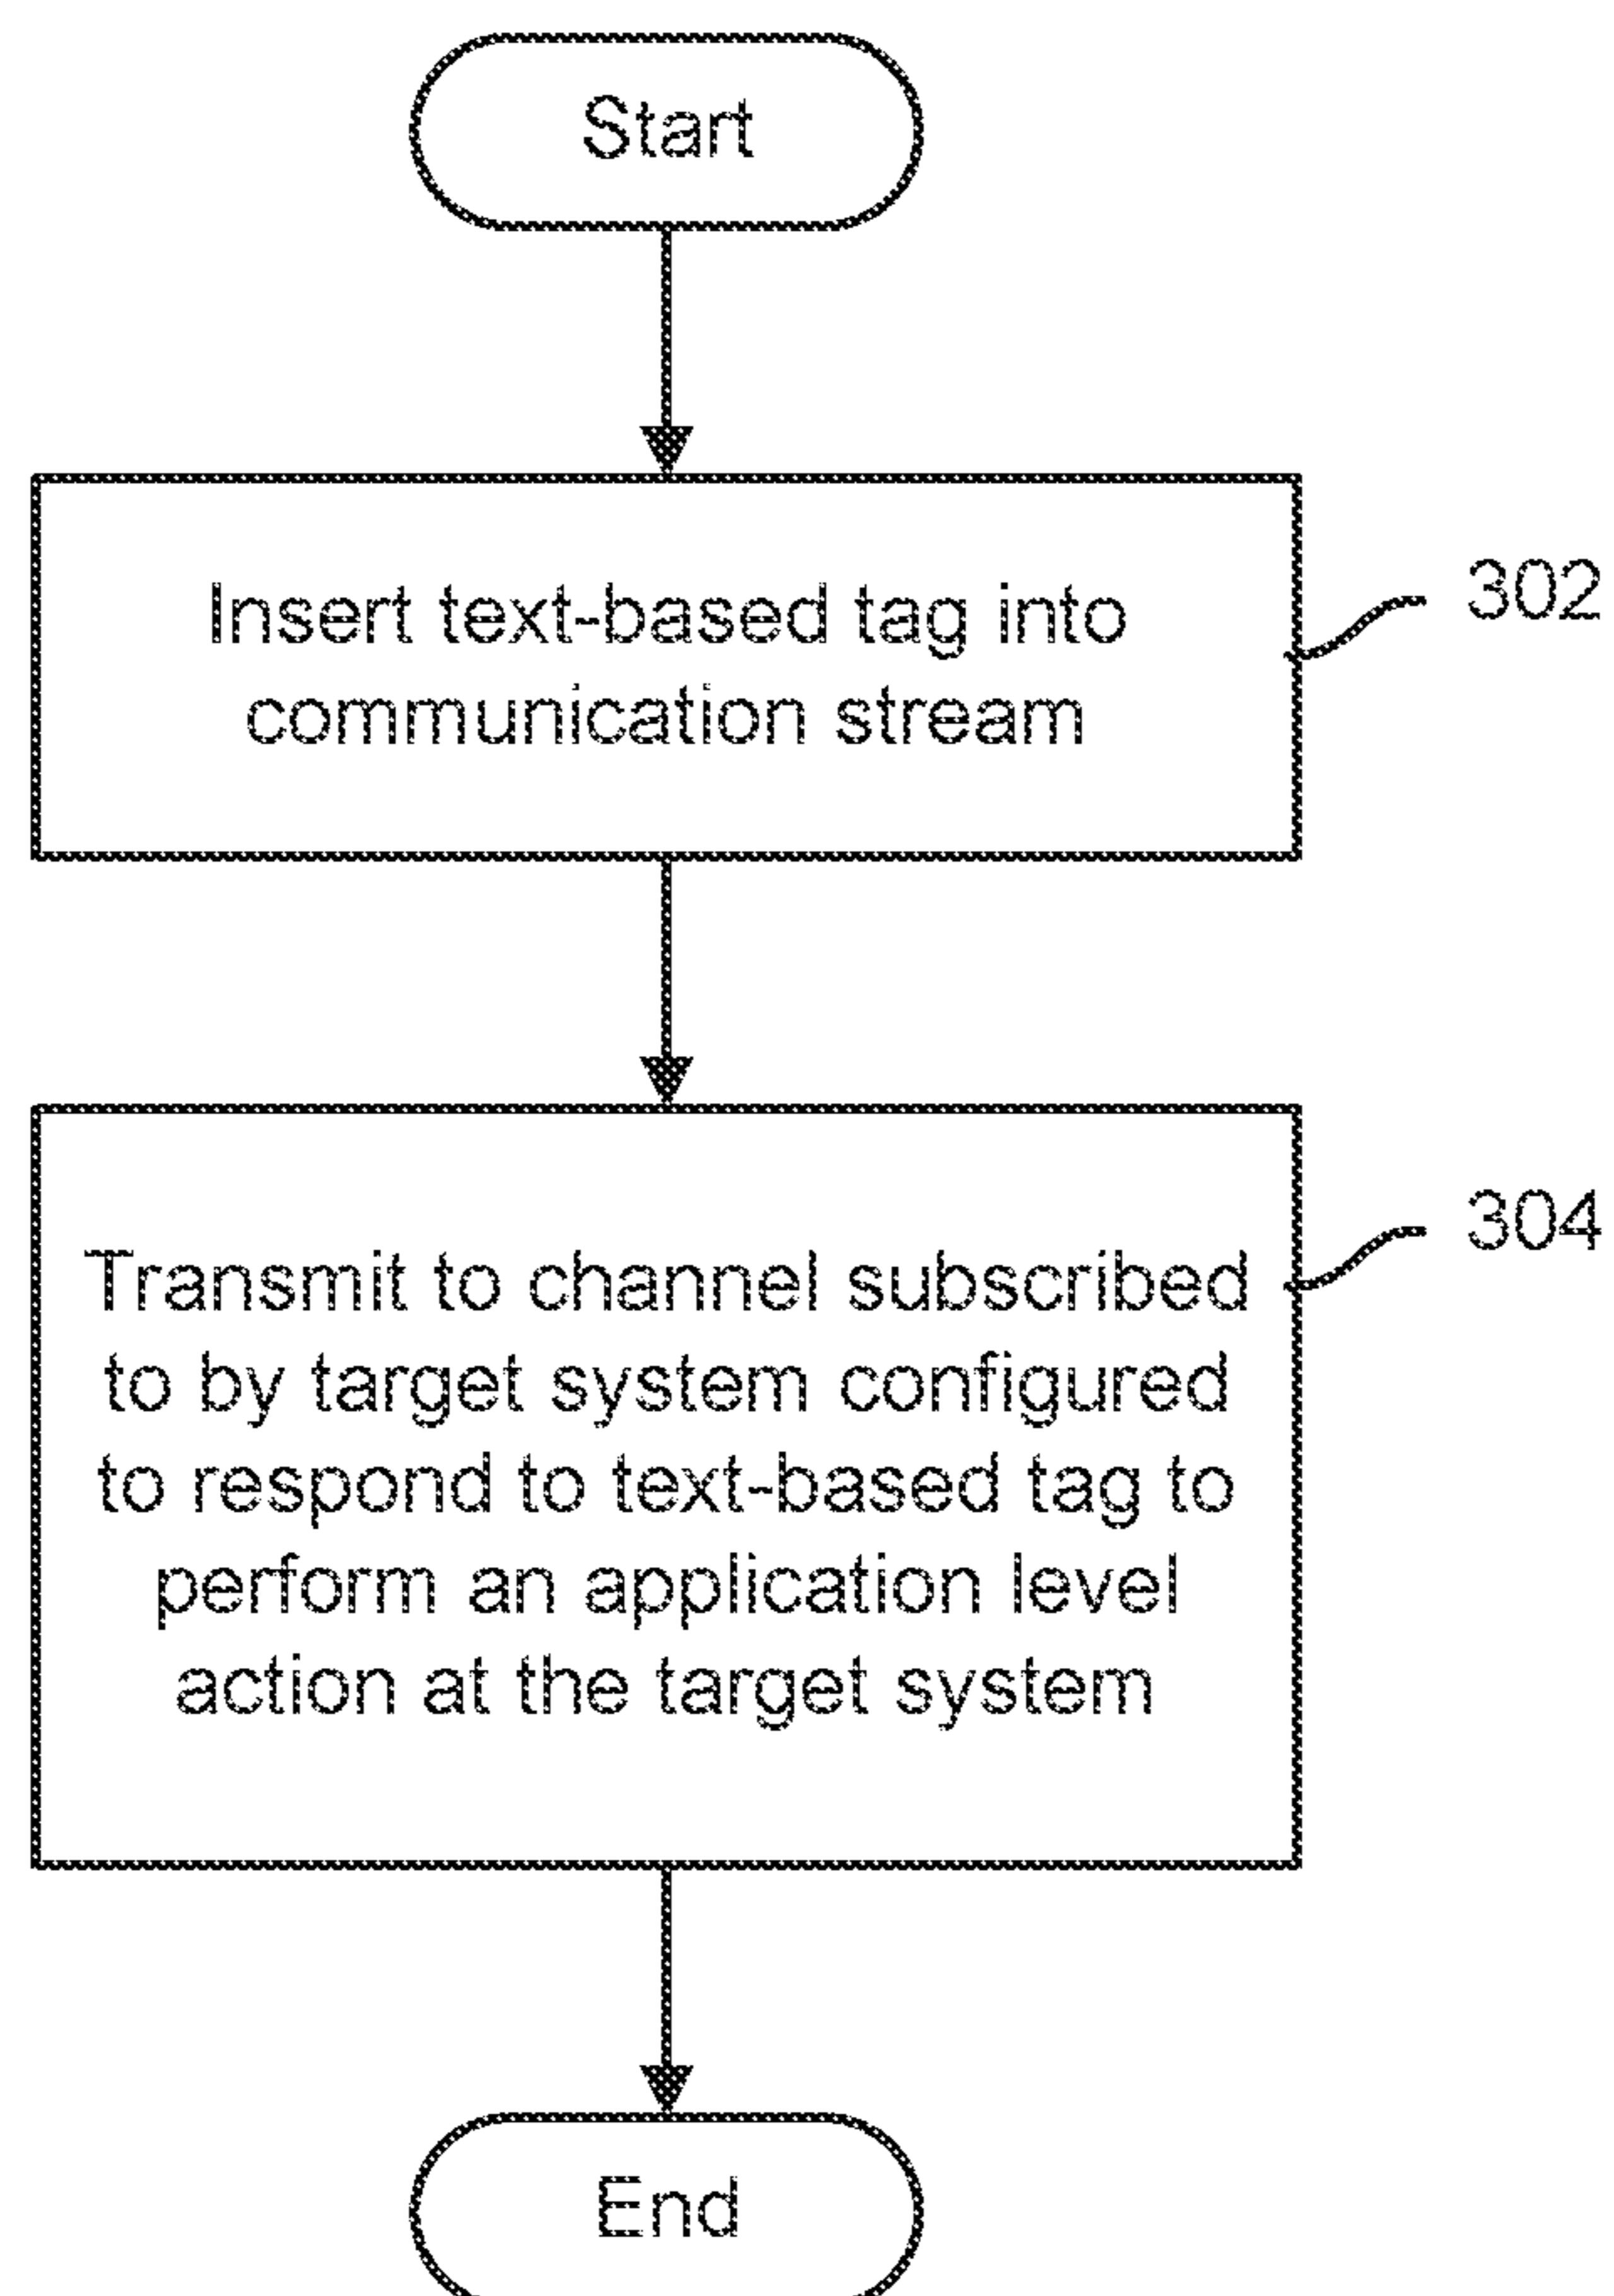 Start
Insert text-based tag into
communication stream
302
Transmit to channel subscribed
to by target system configured
to respond to text-based tag to
perform an application level
action at the target system
304
End